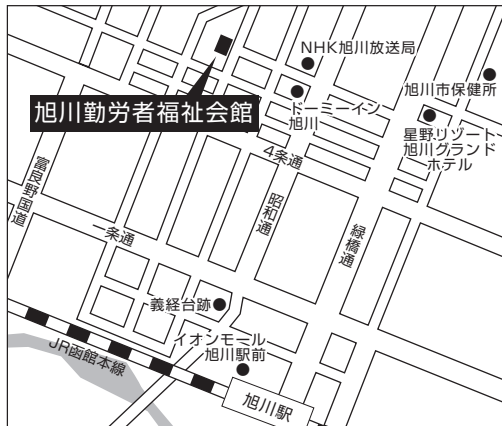 NHK旭川放送局
旭川市保健所
旭川勤労者福祉会館
ドーミーイン
旭川
星野リゾート
旭川グランド
ホテル
4条通
富良野国道
昭和通
一条通
緑橋通
義経台跡
イオンモール
旭川駅前
JR函館本線
旭川駅